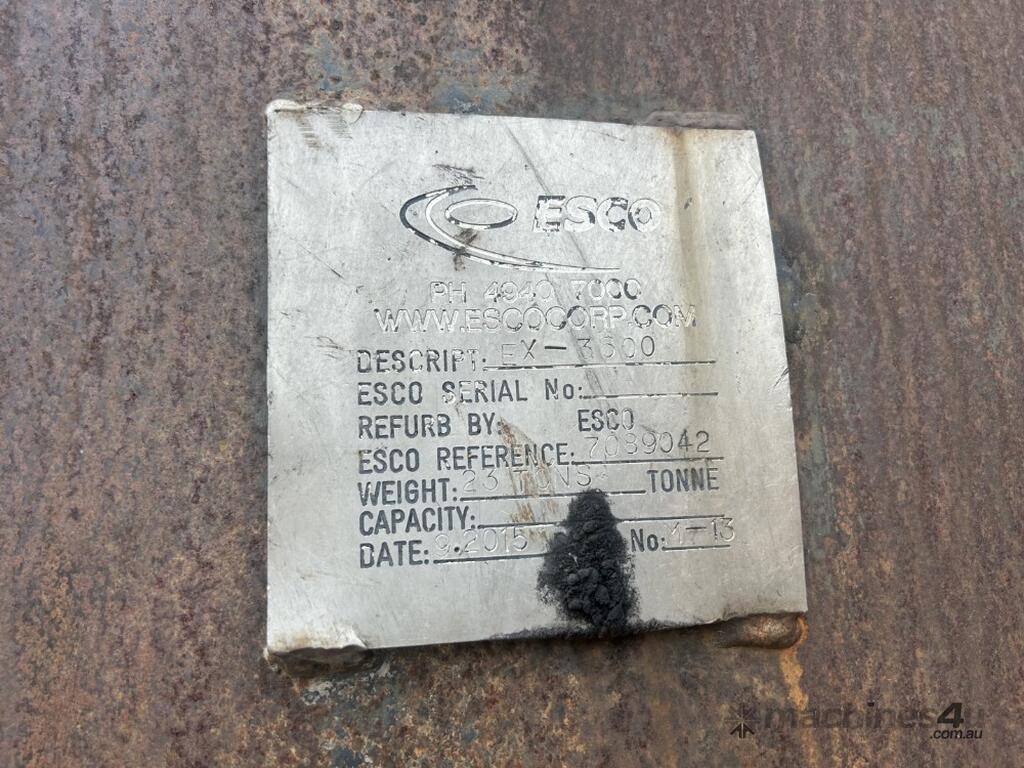 ESCO
PH 4940 7000
WWW.ESCOCORP.COM
DESCRIPT: EX-3600
ESCO SERIAL No:
REFURB BY: ESCO
ESCO REFERENCE: 7089042
WEIGHT: 23 TONS TONNE
CAPACITY:
DATE: 9.2015 No: 1-13
machines4u
.com.au